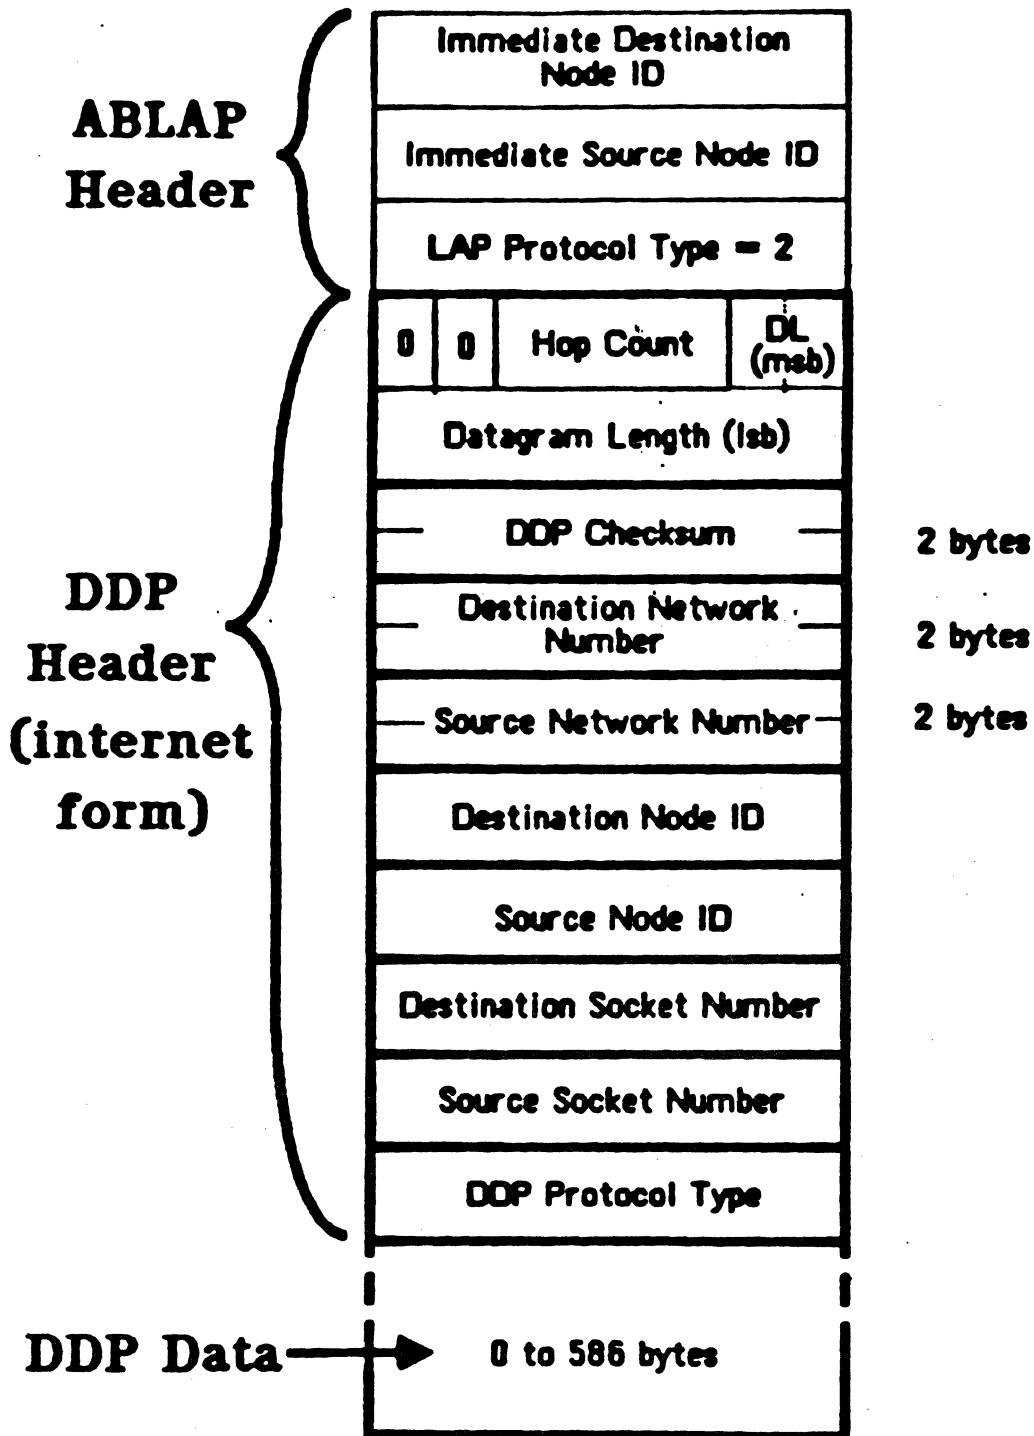 Immediate Destination
Node ID
ABLAP
Header
Immediate Source Node ID
LAP Protocol Type = 2
0 0 Hop Count DL
(msb)
Datagram Length (lsb)
DDP Checksum 2 bytes
Destination Network
Number 2 bytes
Source Network Number 2 bytes
DDP
Header
(internet
form)
Destination Node ID
Source Node ID
Destination Socket Number
Source Socket Number
DDP Protocol Type
DDP Data
0 to 586 bytes